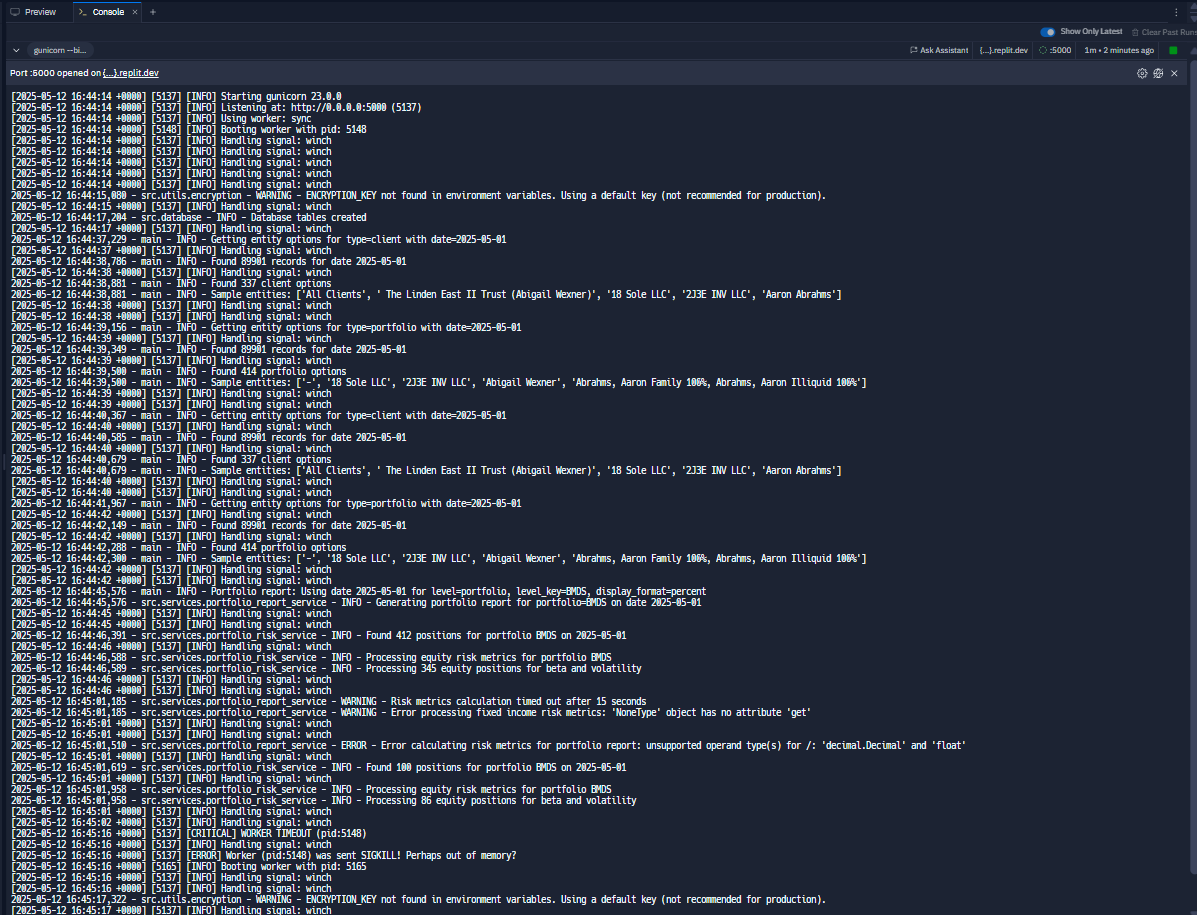 Preview
Console × +
Show Only Latest Clear Past Runs
gunicorn --bi... Ask Assistant {...}.replit.dev :5000 1m • 2 minutes ago
Port :5000 opened on {...}.replit.dev
[2025-05-12 16:44:14 +0000] [5137] [INFO] Starting gunicorn 23.0.0
[2025-05-12 16:44:14 +0000] [5137] [INFO] Listening at: http://0.0.0.0:5000 (5137)
[2025-05-12 16:44:14 +0000] [5137] [INFO] Using worker: sync
[2025-05-12 16:44:14 +0000] [5148] [INFO] Booting worker with pid: 5148
[2025-05-12 16:44:14 +0000] [5137] [INFO] Handling signal: winch
[2025-05-12 16:44:14 +0000] [5137] [INFO] Handling signal: winch
[2025-05-12 16:44:14 +0000] [5137] [INFO] Handling signal: winch
[2025-05-12 16:44:14 +0000] [5137] [INFO] Handling signal: winch
[2025-05-12 16:44:14 +0000] [5137] [INFO] Handling signal: winch
2025-05-12 16:44:15,080 - src.utils.encryption - WARNING - ENCRYPTION_KEY not found in environment variables. Using a default key (not recommended for production).
[2025-05-12 16:44:15 +0000] [5137] [INFO] Handling signal: winch
2025-05-12 16:44:17,204 - src.database - INFO - Database tables created
[2025-05-12 16:44:17 +0000] [5137] [INFO] Handling signal: winch
2025-05-12 16:44:37,229 - main - INFO - Getting entity options for type=client with date=2025-05-01
[2025-05-12 16:44:37 +0000] [5137] [INFO] Handling signal: winch
2025-05-12 16:44:38,786 - main - INFO - Found 89901 records for date 2025-05-01
[2025-05-12 16:44:38 +0000] [5137] [INFO] Handling signal: winch
2025-05-12 16:44:38,881 - main - INFO - Found 337 client options
2025-05-12 16:44:38,881 - main - INFO - Sample entities: ['All Clients', ' The Linden East II Trust (Abigail Wexner)', '18 Sole LLC', '2J3E INV LLC', 'Aaron Abrahms']
[2025-05-12 16:44:38 +0000] [5137] [INFO] Handling signal: winch
[2025-05-12 16:44:38 +0000] [5137] [INFO] Handling signal: winch
2025-05-12 16:44:39,156 - main - INFO - Getting entity options for type=portfolio with date=2025-05-01
[2025-05-12 16:44:39 +0000] [5137] [INFO] Handling signal: winch
2025-05-12 16:44:39,349 - main - INFO - Found 89901 records for date 2025-05-01
[2025-05-12 16:44:39 +0000] [5137] [INFO] Handling signal: winch
2025-05-12 16:44:39,500 - main - INFO - Found 414 portfolio options
2025-05-12 16:44:39,500 - main - INFO - Sample entities: ['-', '18 Sole LLC', '2J3E INV LLC', 'Abigail Wexner', 'Abrahms, Aaron Family 106%, Abrahms, Aaron Illiquid 106%']
[2025-05-12 16:44:39 +0000] [5137] [INFO] Handling signal: winch
[2025-05-12 16:44:39 +0000] [5137] [INFO] Handling signal: winch
2025-05-12 16:44:40,367 - main - INFO - Getting entity options for type=client with date=2025-05-01
[2025-05-12 16:44:40 +0000] [5137] [INFO] Handling signal: winch
2025-05-12 16:44:40,585 - main - INFO - Found 89901 records for date 2025-05-01
[2025-05-12 16:44:40 +0000] [5137] [INFO] Handling signal: winch
2025-05-12 16:44:40,679 - main - INFO - Found 337 client options
2025-05-12 16:44:40,679 - main - INFO - Sample entities: ['All Clients', ' The Linden East II Trust (Abigail Wexner)', '18 Sole LLC', '2J3E INV LLC', 'Aaron Abrahms']
[2025-05-12 16:44:40 +0000] [5137] [INFO] Handling signal: winch
[2025-05-12 16:44:40 +0000] [5137] [INFO] Handling signal: winch
2025-05-12 16:44:41,967 - main - INFO - Getting entity options for type=portfolio with date=2025-05-01
[2025-05-12 16:44:42 +0000] [5137] [INFO] Handling signal: winch
2025-05-12 16:44:42,149 - main - INFO - Found 89901 records for date 2025-05-01
[2025-05-12 16:44:42 +0000] [5137] [INFO] Handling signal: winch
2025-05-12 16:44:42,288 - main - INFO - Found 414 portfolio options
2025-05-12 16:44:42,300 - main - INFO - Sample entities: ['-', '18 Sole LLC', '2J3E INV LLC', 'Abigail Wexner', 'Abrahms, Aaron Family 106%, Abrahms, Aaron Illiquid 106%']
[2025-05-12 16:44:42 +0000] [5137] [INFO] Handling signal: winch
[2025-05-12 16:44:42 +0000] [5137] [INFO] Handling signal: winch
2025-05-12 16:44:45,576 - main - INFO - Portfolio report: Using date 2025-05-01 for level=portfolio, level_key=BMDS, display_format=percent
2025-05-12 16:44:45,576 - src.services.portfolio_report_service - INFO - Generating portfolio report for portfolio=BMDS on date 2025-05-01
[2025-05-12 16:44:45 +0000] [5137] [INFO] Handling signal: winch
[2025-05-12 16:44:45 +0000] [5137] [INFO] Handling signal: winch
2025-05-12 16:44:46,391 - src.services.portfolio_risk_service - INFO - Found 412 positions for portfolio BMDS on 2025-05-01
[2025-05-12 16:44:46 +0000] [5137] [INFO] Handling signal: winch
2025-05-12 16:44:46,588 - src.services.portfolio_risk_service - INFO - Processing equity risk metrics for portfolio BMDS
2025-05-12 16:44:46,589 - src.services.portfolio_risk_service - INFO - Processing 345 equity positions for beta and volatility
[2025-05-12 16:44:46 +0000] [5137] [INFO] Handling signal: winch
[2025-05-12 16:44:46 +0000] [5137] [INFO] Handling signal: winch
2025-05-12 16:45:01,185 - src.services.portfolio_report_service - WARNING - Risk metrics calculation timed out after 15 seconds
2025-05-12 16:45:01,185 - src.services.portfolio_report_service - WARNING - Error processing fixed income risk metrics: 'NoneType' object has no attribute 'get'
[2025-05-12 16:45:01 +0000] [5137] [INFO] Handling signal: winch
[2025-05-12 16:45:01 +0000] [5137] [INFO] Handling signal: winch
2025-05-12 16:45:01,510 - src.services.portfolio_report_service - ERROR - Error calculating risk metrics for portfolio report: unsupported operand type(s) for /: 'decimal.Decimal' and 'float'
[2025-05-12 16:45:01 +0000] [5137] [INFO] Handling signal: winch
2025-05-12 16:45:01,619 - src.services.portfolio_risk_service - INFO - Found 100 positions for portfolio BMDS on 2025-05-01
[2025-05-12 16:45:01 +0000] [5137] [INFO] Handling signal: winch
2025-05-12 16:45:01,958 - src.services.portfolio_risk_service - INFO - Processing equity risk metrics for portfolio BMDS
2025-05-12 16:45:01,958 - src.services.portfolio_risk_service - INFO - Processing 86 equity positions for beta and volatility
[2025-05-12 16:45:01 +0000] [5137] [INFO] Handling signal: winch
[2025-05-12 16:45:02 +0000] [5137] [INFO] Handling signal: winch
[2025-05-12 16:45:16 +0000] [5137] [CRITICAL] WORKER TIMEOUT (pid:5148)
[2025-05-12 16:45:16 +0000] [5137] [INFO] Handling signal: winch
[2025-05-12 16:45:16 +0000] [5137] [ERROR] Worker (pid:5148) was sent SIGKILL! Perhaps out of memory?
[2025-05-12 16:45:16 +0000] [5165] [INFO] Booting worker with pid: 5165
[2025-05-12 16:45:16 +0000] [5137] [INFO] Handling signal: winch
[2025-05-12 16:45:16 +0000] [5137] [INFO] Handling signal: winch
2025-05-12 16:45:17,322 - src.utils.encryption - WARNING - ENCRYPTION_KEY not found in environment variables. Using a default key (not recommended for production).
[2025-05-12 16:45:17 +0000] [5137] [INFO] Handling signal: winch